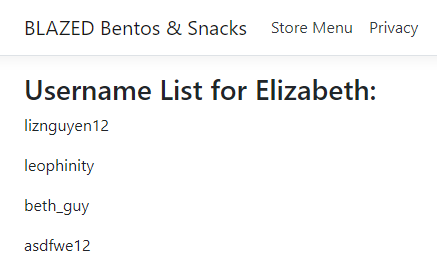 BLAZED Bentos & Snacks Store Menu Privacy
Username List for Elizabeth:
liznguyen12
leophinity
beth_guy
asdfwe12